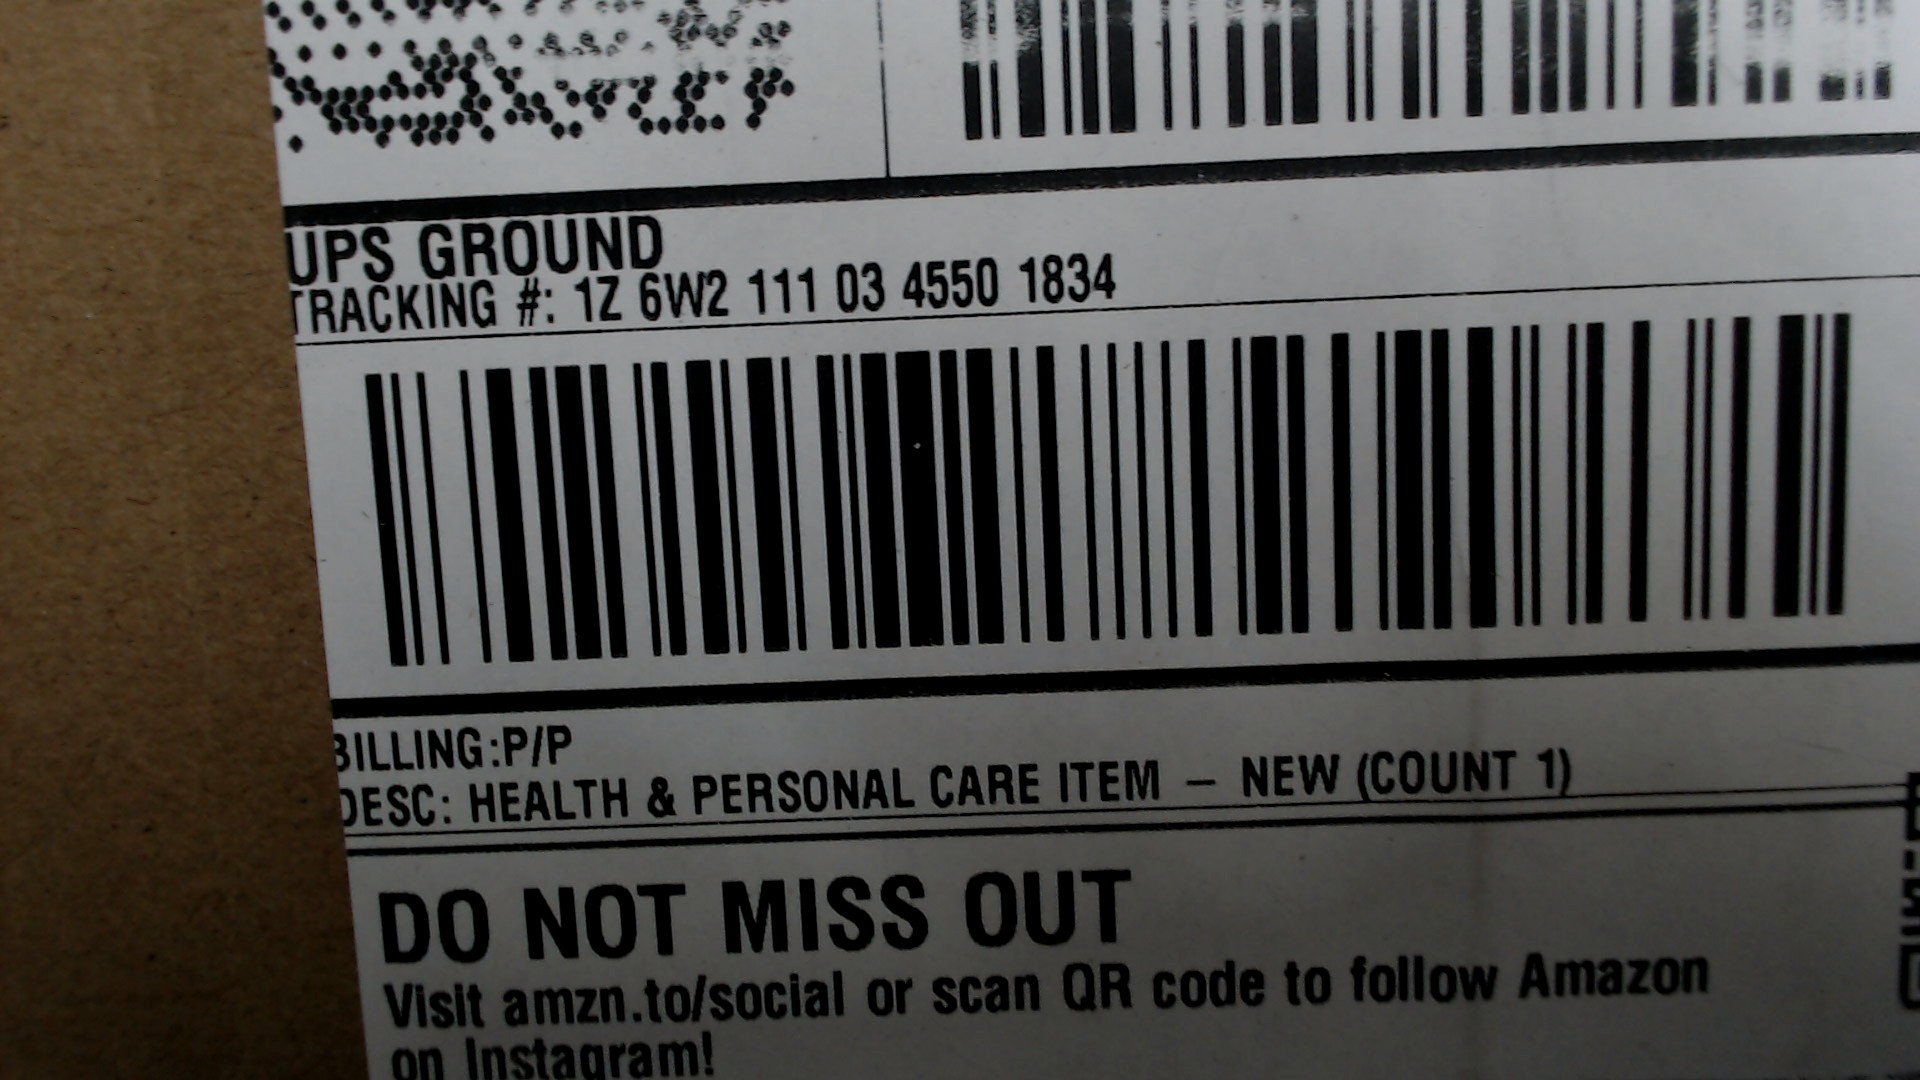 UPS GROUND
TRACKING #: 1Z 6W2 111 03 4550 1834
BILLING:P/P
DESC: HEALTH & PERSONAL CARE ITEM – NEW (COUNT 1)
DO NOT MISS OUT
Visit amzn.to/social or scan QR code to follow Amazon
on Instagram!